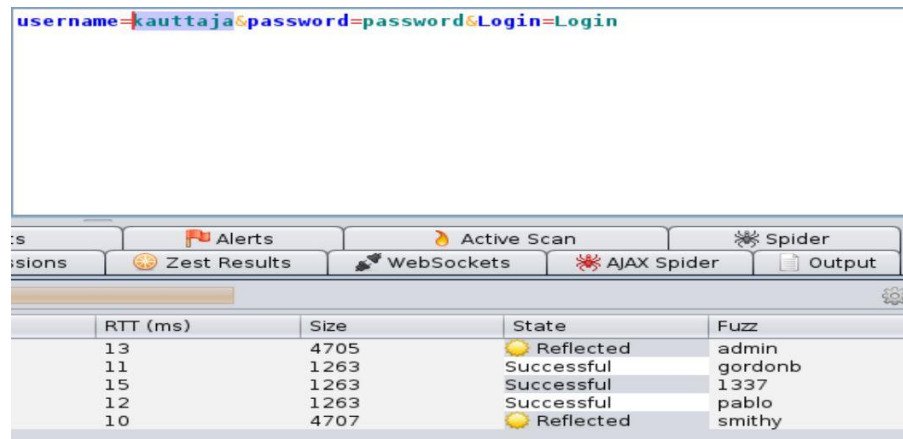 username=kauttaja&password=password&Login=Login
:s Alerts Active Scan Spider
sions Zest Results WebSockets AJAX Spider Output
RTT (ms) Size State Fuzz
13 4705 Reflected admin
11 1263 Successful gordonb
15 1263 Successful 1337
12 1263 Successful pablo
10 4707 Reflected smithy